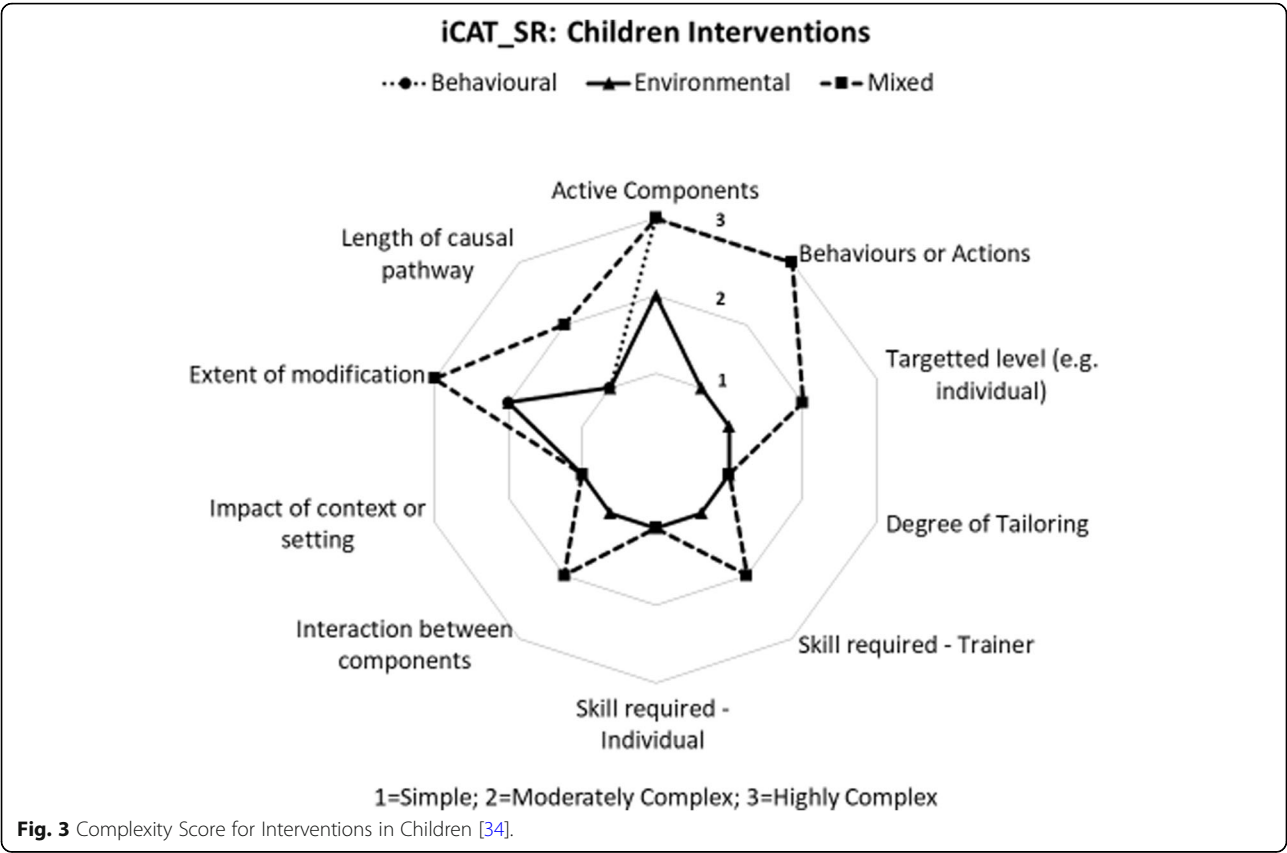 iCAT_SR: Children Interventions
Behavioural Environmental Mixed
Active Components
3
Length of causal
pathway
Behaviours or Actions
2
Targetted level (e.g.
individual)
Extent of modification
1
Impact of context or
setting
Degree of Tailoring
Interaction between
components
Skill required - Trainer
Skill required -
Individual
1=Simple; 2=Moderately Complex; 3=Highly Complex
Fig. 3 Complexity Score for Interventions in Children [34].